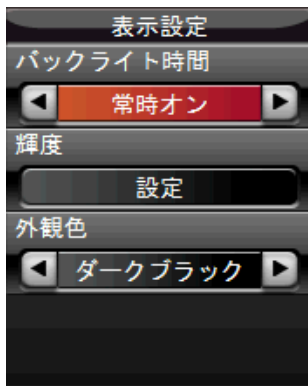 表示設定
バックライト時間
常時オン
輝度
設定
外観色
ダークブラック